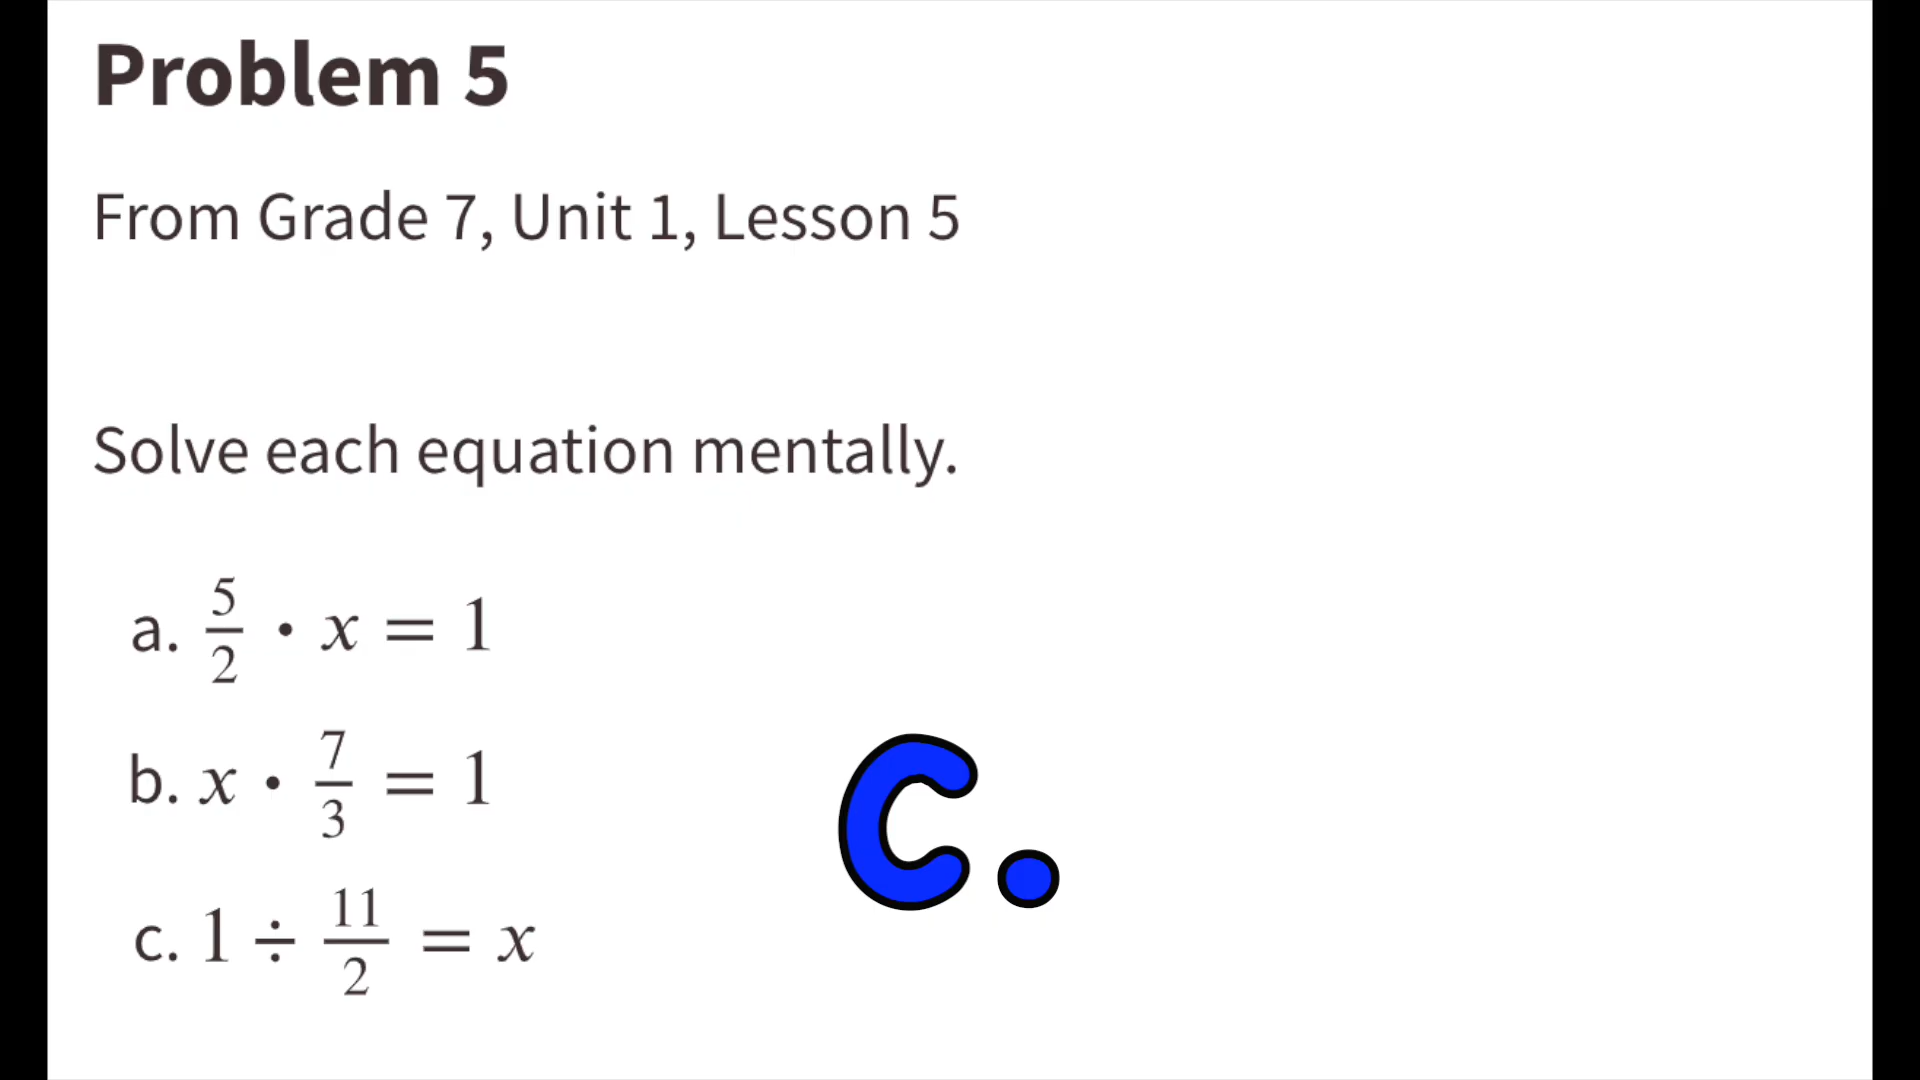 Problem 5
From Grade 7, Unit 1, Lesson 5
Solve each equation mentally.
a. 5/2 · x = 1
b. x · 7/3 = 1
c. 1 ÷ 11/2 = x
C.